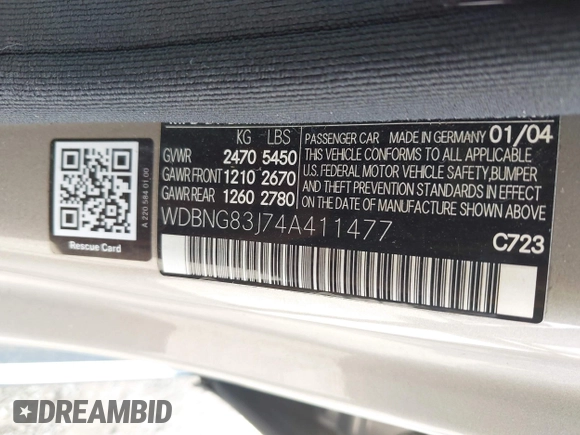 KG LBS
GVWR 2470 5450
GAWR FRONT 1210 2670
GAWR REAR 1260 2780
PASSENGER CAR MADE IN GERMANY 01/04
THIS VEHICLE CONFORMS TO ALL APPLICABLE
U.S. FEDERAL MOTOR VEHICLE SAFETY, BUMPER
AND THEFT PREVENTION STANDARDS IN EFFECT
ON THE DATE OF MANUFACTURE SHOWN ABOVE.
WDBNG83J74A411477
C723
A 220 584 01 00
Rescue Card
DREAMBID